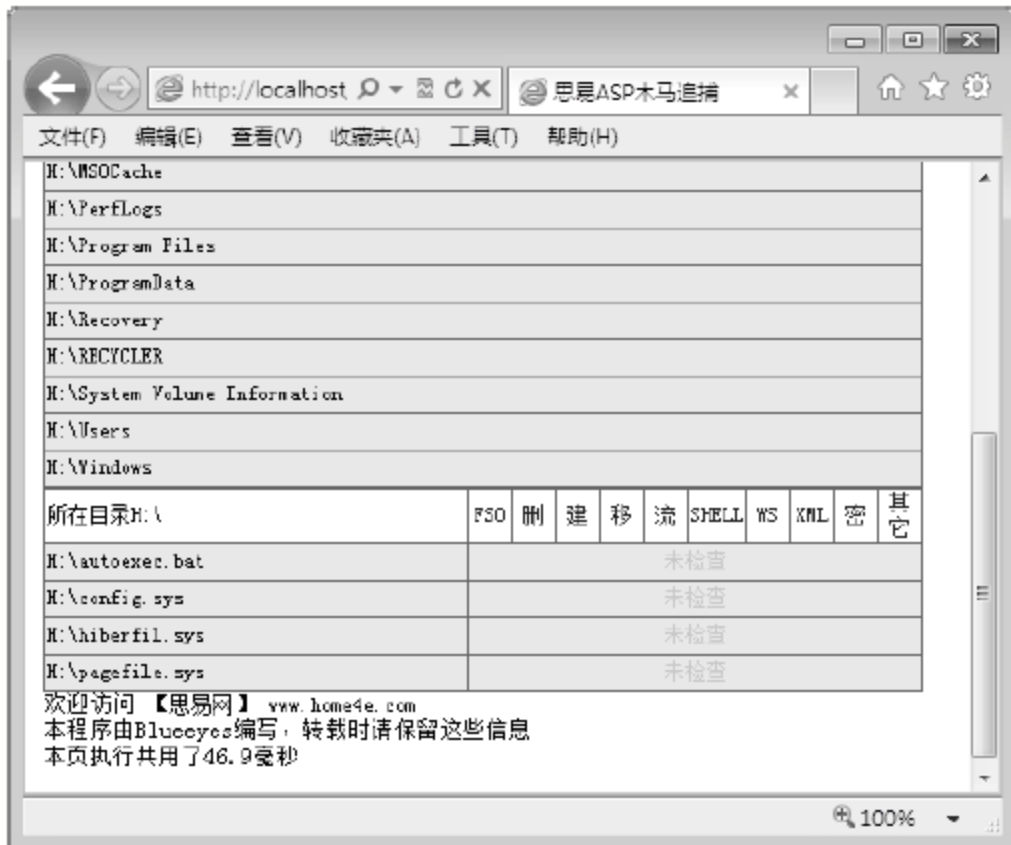 http://localhost
思易ASP木马追捕
文件(F) 编辑(E) 查看(V) 收藏夹(A) 工具(T) 帮助(H)
H:\MSOCache
H:\PerfLogs
H:\Program Files
H:\ProgramData
H:\Recovery
H:\RECYCLER
H:\System Volume Information
H:\Users
H:\Windows
所在目录H:\ FSO 删 建 移 流 SHELL WS XML 密 其它
H:\autoexec.bat 未检查
H:\config.sys 未检查
H:\hiberfil.sys 未检查
H:\pagefile.sys 未检查
欢迎访问 【思易网】 www.home4e.com
本程序由Blueeyes编写，转载时请保留这些信息
本页执行共用了46.9毫秒
100%